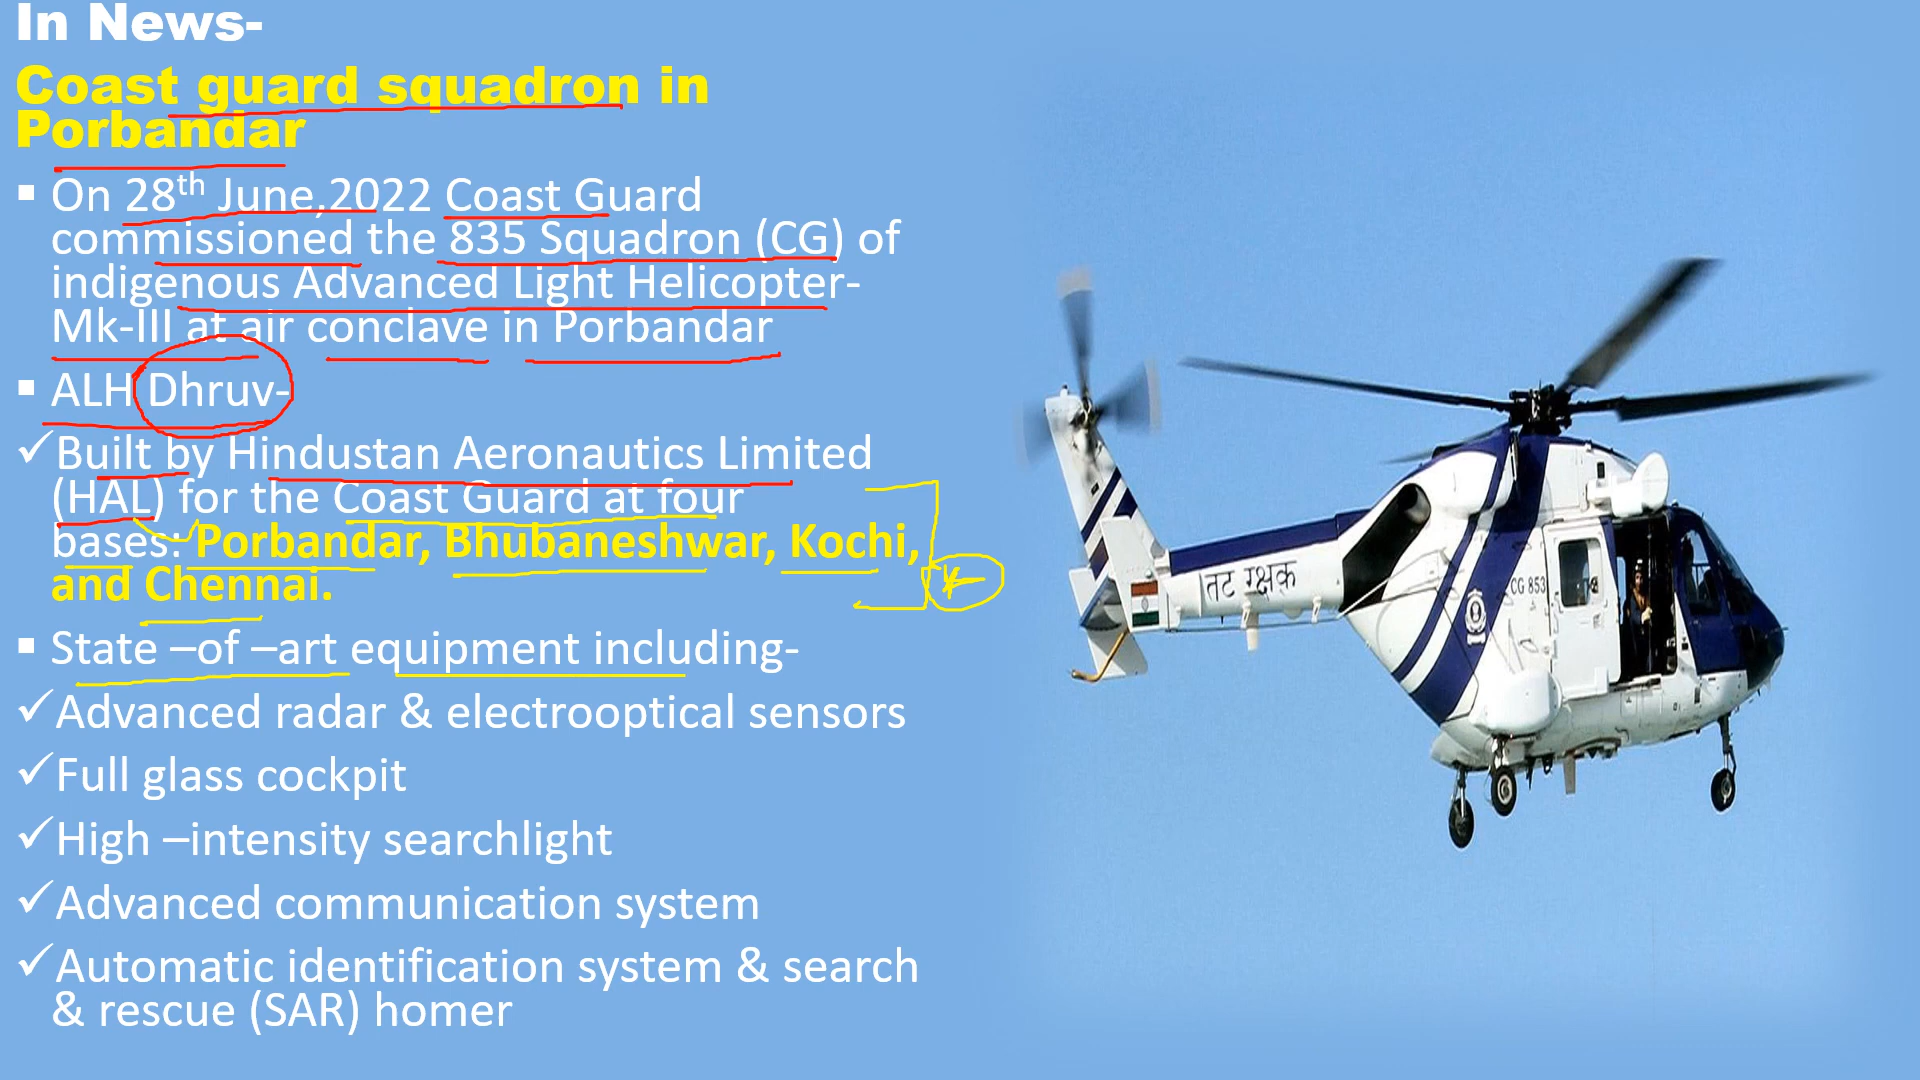 In News-
Coast guard squadron in
Porbandar
▪ On 28th June,2022 Coast Guard
commissioned the 835 Squadron (CG) of
indigenous Advanced Light Helicopter-
Mk-III at air conclave in Porbandar
▪ ALH Dhruv-
✓Built by Hindustan Aeronautics Limited
(HAL) for the Coast Guard at four
bases: Porbandar, Bhubaneshwar, Kochi,
and Chennai.
▪ State –of –art equipment including-
✓Advanced radar & electrooptical sensors
✓Full glass cockpit
✓High –intensity searchlight
✓Advanced communication system
✓Automatic identification system & search
& rescue (SAR) homer
तट रक्षक
CG 853